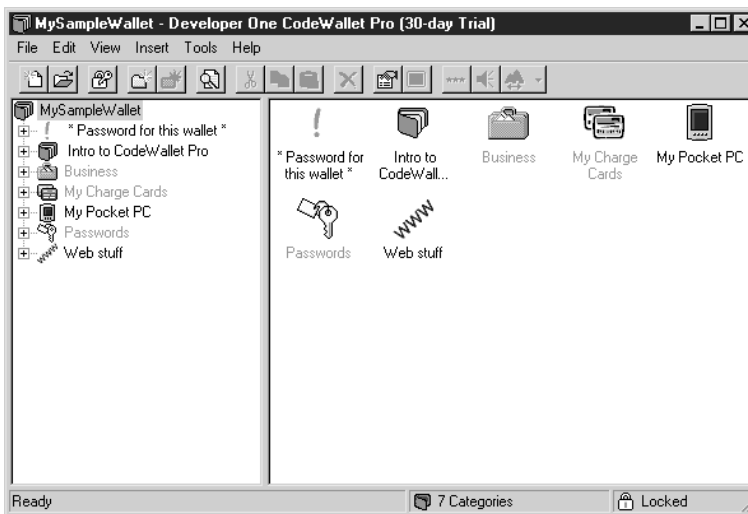 MySampleWallet - Developer One CodeWallet Pro (30-day Trial)
File Edit View Insert Tools Help
MySampleWallet
* Password for this wallet *
Intro to CodeWallet Pro
Business
My Charge Cards
My Pocket PC
Passwords
Web stuff
* Password for
this wallet *
Intro to
CodeWall...
Business
My Charge
Cards
My Pocket PC
Passwords
WWW
Web stuff
Ready 7 Categories Locked